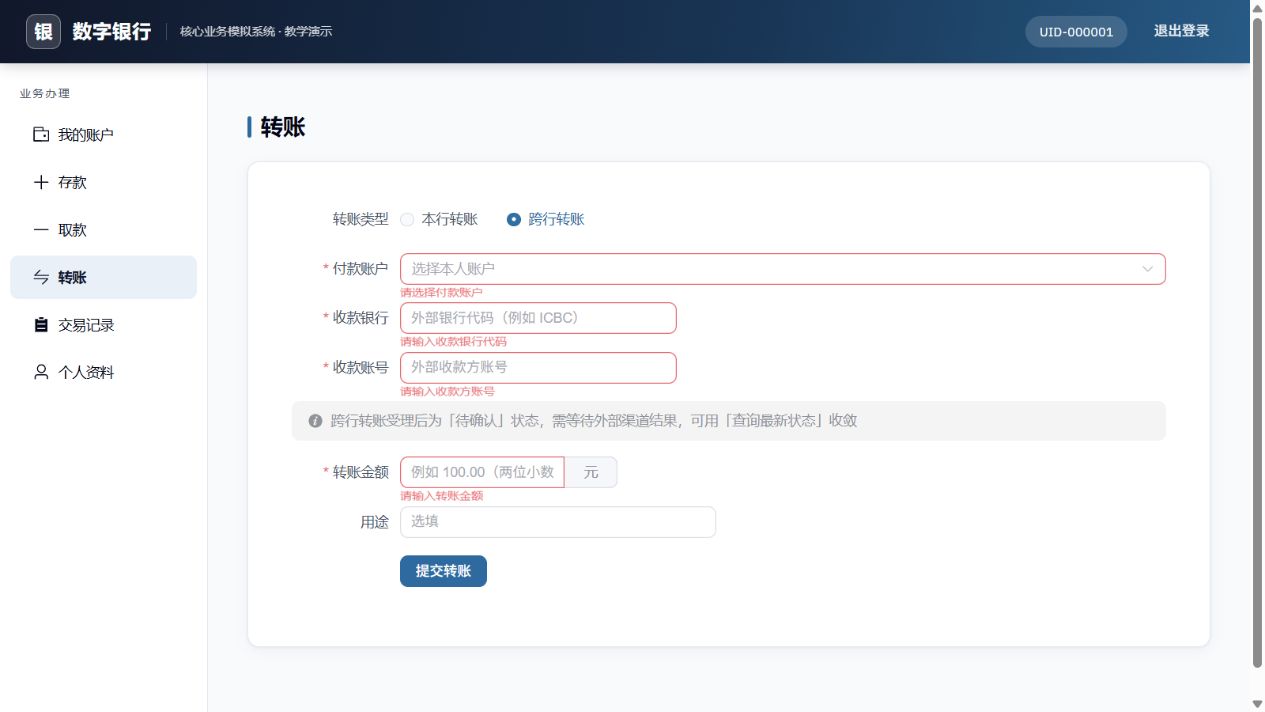 银 数字银行 核心业务模拟系统 · 教学演示 UID-000001 退出登录
业务办理
我的账户
存款
取款
转账
交易记录
个人资料
转账
转账类型 本行转账 跨行转账
* 付款账户 选择本人账户
请选择付款账户
* 收款银行 外部银行代码（例如 ICBC）
请输入收款银行代码
* 收款账号 外部收款方账号
请输入收款方账号
跨行转账受理后为「待确认」状态，需等待外部渠道结果，可用「查询最新状态」收敛
* 转账金额 例如 100.00（两位小数 元
请输入转账金额
用途 选填
提交转账